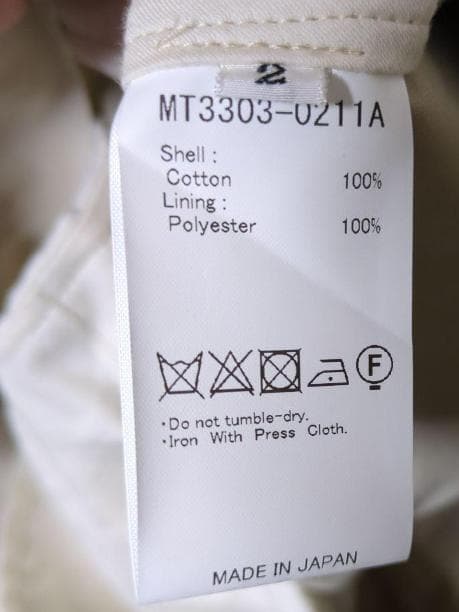 2
MT3303-0211A
Shell :
Cotton 100%
Lining :
Polyester 100%
F
·Do not tumble-dry.
·Iron With Press Cloth.
MADE IN JAPAN